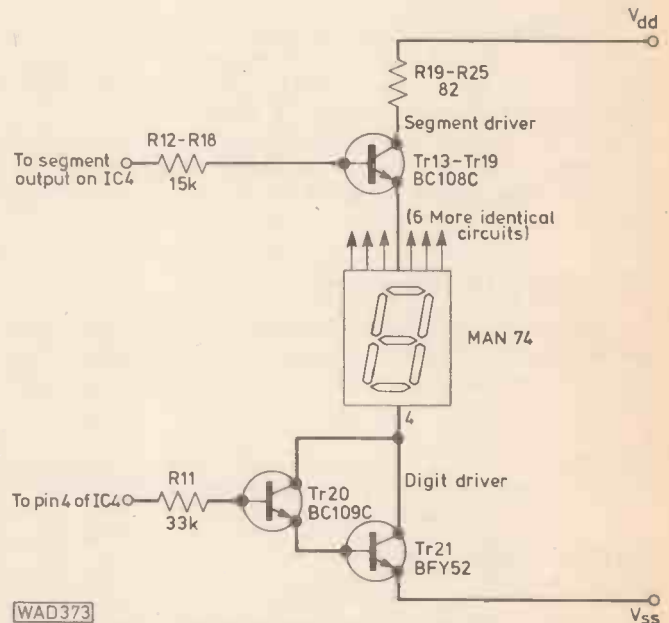 Vdd
R19-R25
82
Segment driver
R12-R18
To segment
output on IC4
15k
Tr13-Tr19
BC108C
(6 More identical
circuits)
MAN 74
4
Digit driver
R11
To pin 4 of IC4
33k
Tr20
BC109C
Tr21
BFY52
WAD373
Vss